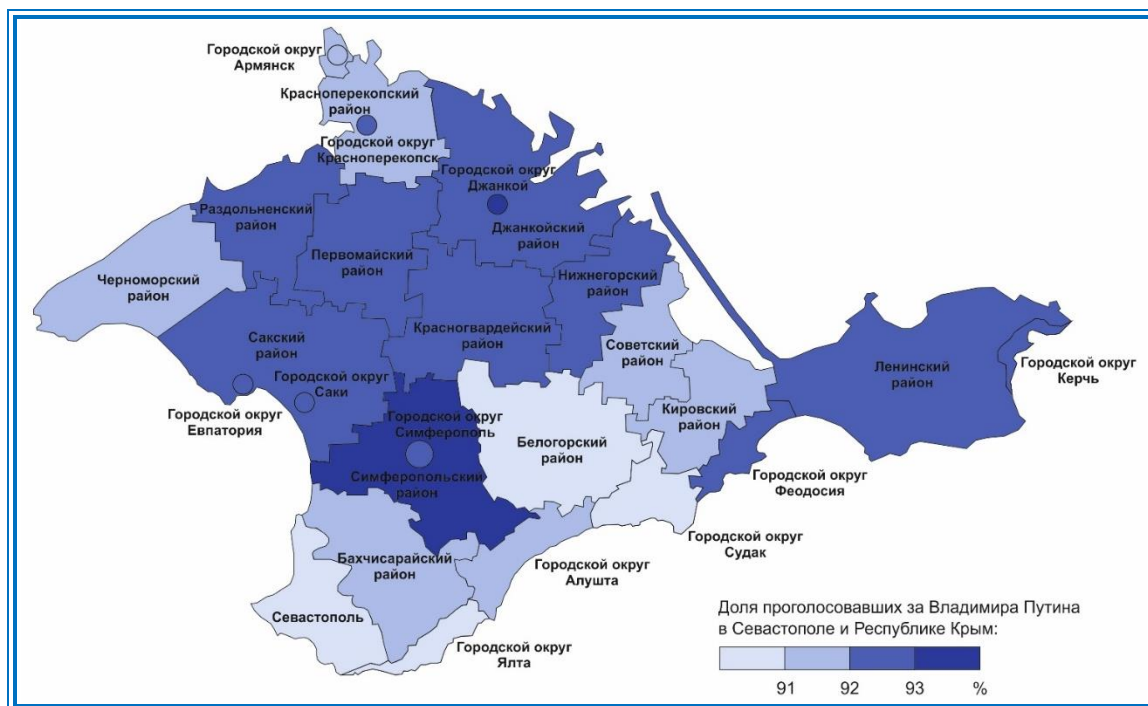 Городской округ
Армянск
Красноперекопский
район
Городской округ
Красноперекопск
Городской округ
Джанкой
Джанкойский
район
Раздольненский
район
Первомайский
район
Нижнегорский
район
Черноморский
район
Красногвардейский
район
Советский
район
Сакский
район
Ленинский
район
Городской округ
Керчь
Городской округ
Саки
Городской округ
Евпатория
Кировский
район
Городской округ
Симферополь
Белогорский
район
Симферопольский
район
Городской округ
Феодосия
Городской округ
Судак
Бахчисарайский
район
Городской округ
Алушта
Севастополь
Городской округ
Ялта
Доля проголосовавших за Владимира Путина
в Севастополе и Республике Крым:
91 92 93 %